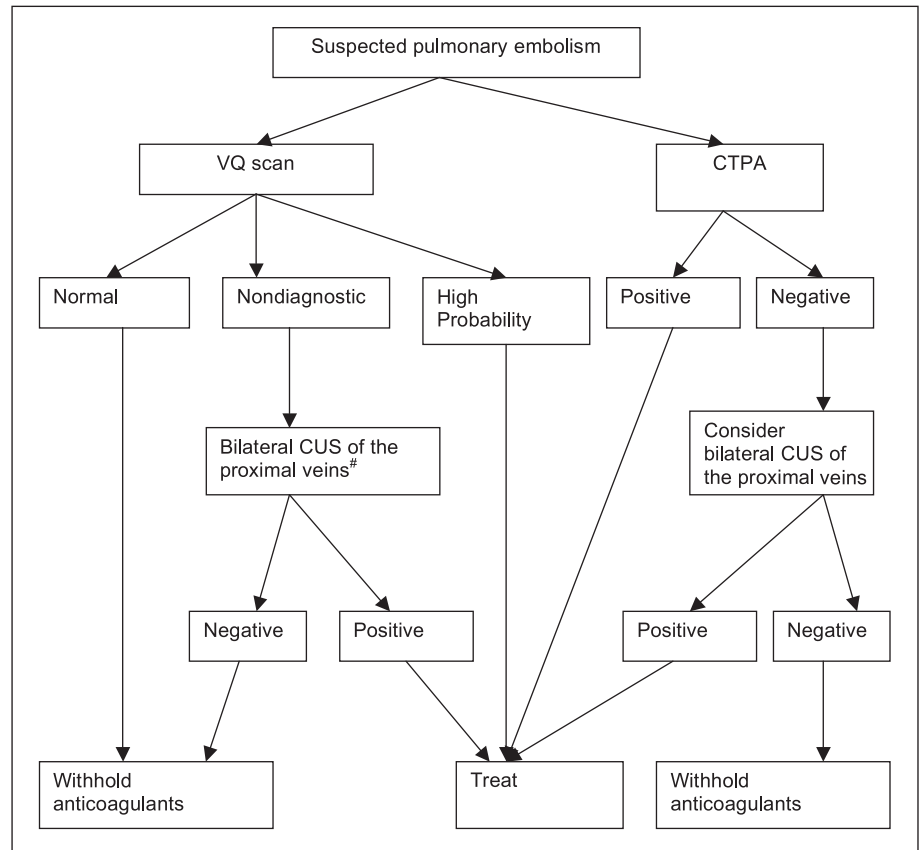 Suspected pulmonary embolism
VQ scan
CTPA
Normal
Nondiagnostic
High
Probability
Positive
Negative
Bilateral CUS of the
proximal veins#
Consider
bilateral CUS of
the proximal veins
Negative
Positive
Positive
Negative
Withhold
anticoagulants
Treat
Withhold
anticoagulants